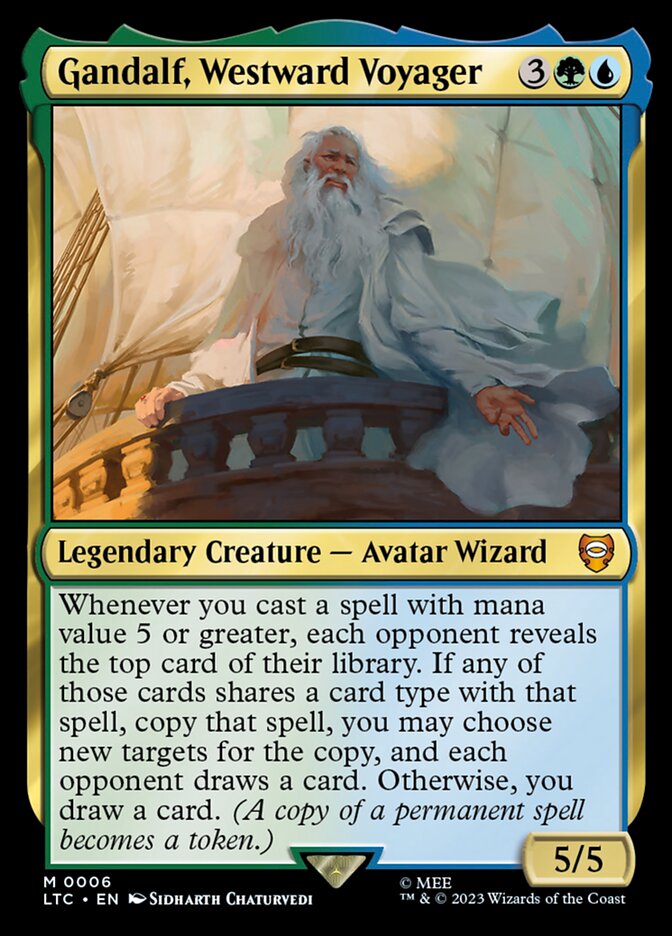 Gandalf, Westward Voyager 3
Legendary Creature — Avatar Wizard
Whenever you cast a spell with mana
value 5 or greater, each opponent reveals
the top card of their library. If any of
those cards shares a card type with that
spell, copy that spell, you may choose
new targets for the copy, and each
opponent draws a card. Otherwise, you
draw a card. (A copy of a permanent spell
becomes a token.)
5/5
M 0006
LTC • EN Sidharth Chaturvedi
© MEE
™ & © 2023 Wizards of the Coast